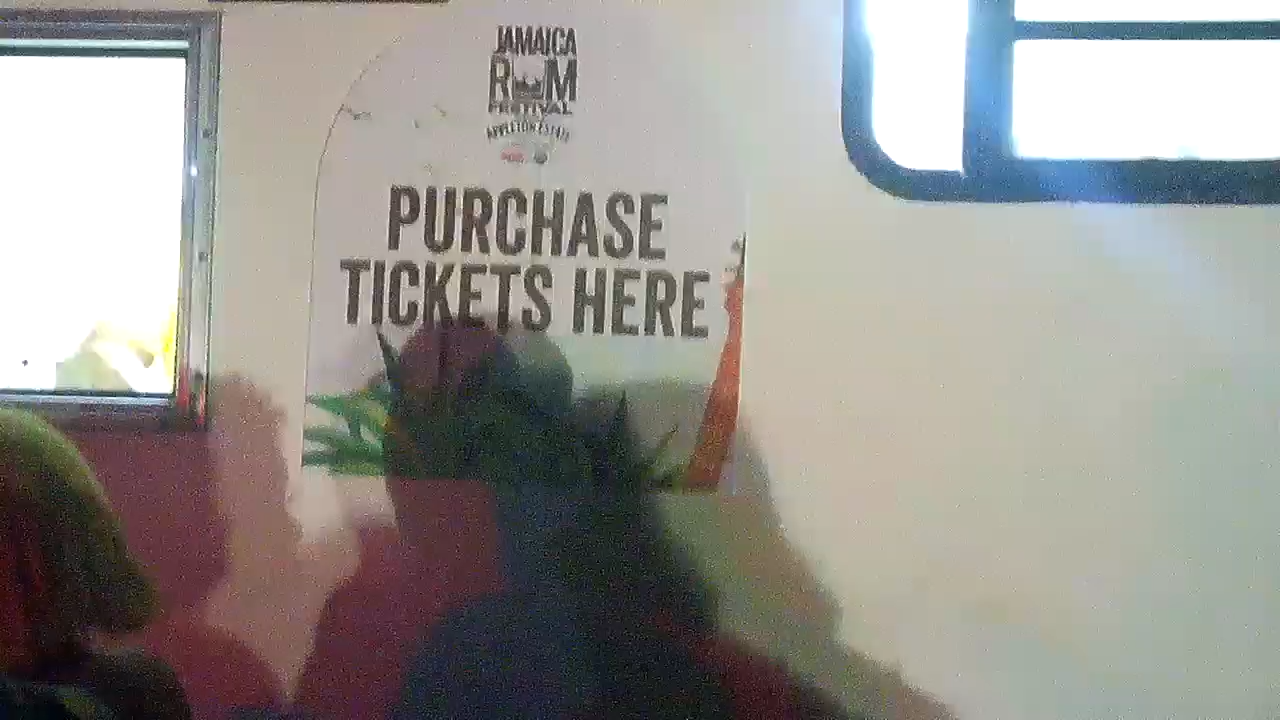 JAMAICA
RUM
FESTIVAL
APPLETON ESTATE
PURCHASE
TICKETS HERE